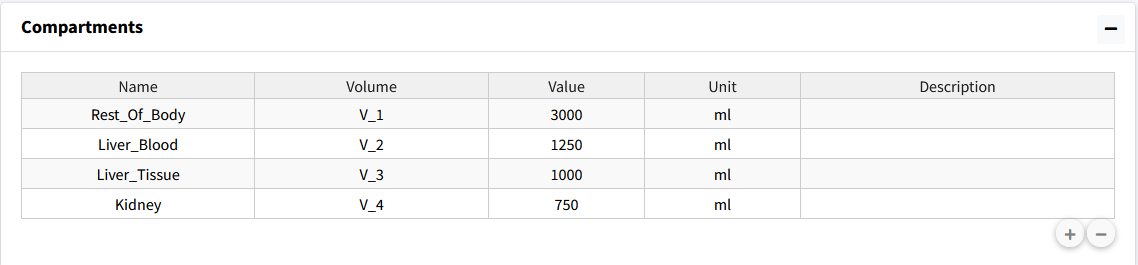 Compartments
Name Volume Value Unit Description
Rest_Of_Body V_1 3000 ml
Liver_Blood V_2 1250 ml
Liver_Tissue V_3 1000 ml
Kidney V_4 750 ml